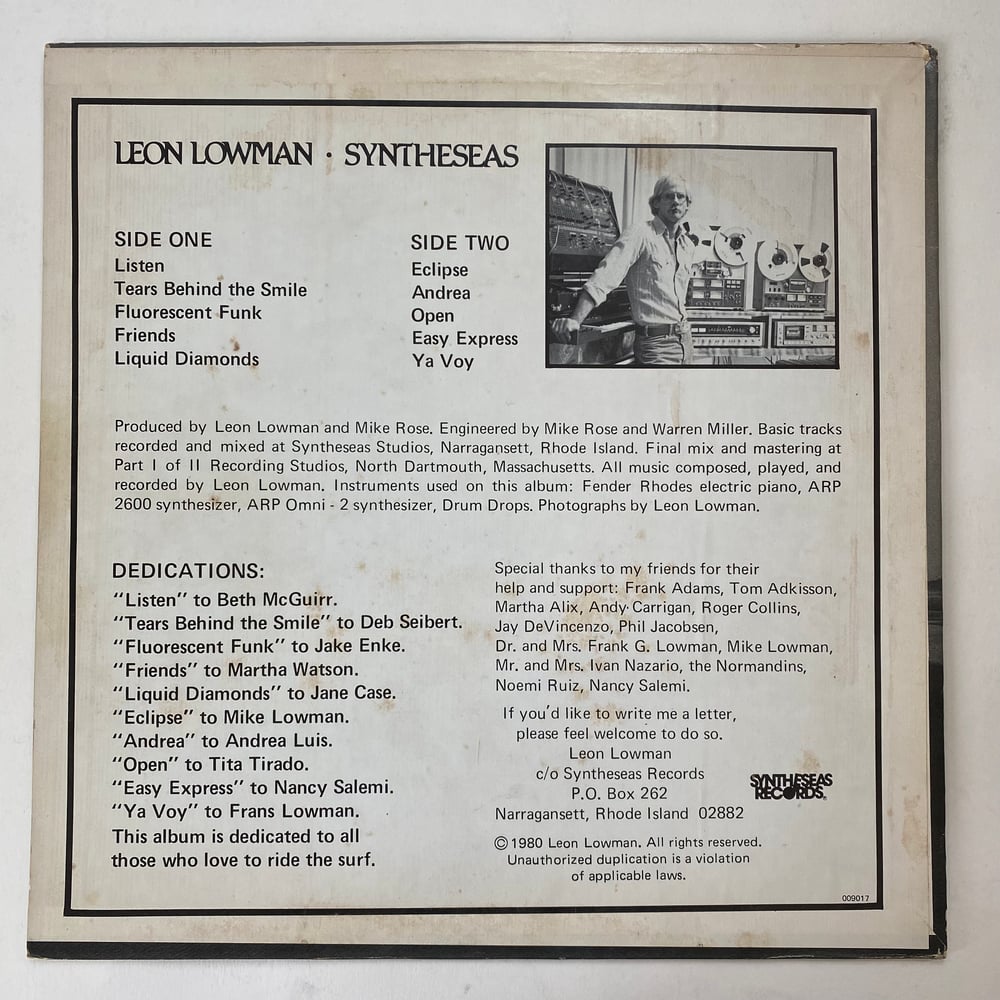 LEON LOWMAN · SYNTHESEAS
SIDE ONE
Listen
Tears Behind the Smile
Fluorescent Funk
Friends
Liquid Diamonds
SIDE TWO
Eclipse
Andrea
Open
Easy Express
Ya Voy
Produced by Leon Lowman and Mike Rose. Engineered by Mike Rose and Warren Miller. Basic tracks
recorded and mixed at Syntheseas Studios, Narragansett, Rhode Island. Final mix and mastering at
Part I of II Recording Studios, North Dartmouth, Massachusetts. All music composed, played, and
recorded by Leon Lowman. Instruments used on this album: Fender Rhodes electric piano, ARP
2600 synthesizer, ARP Omni - 2 synthesizer, Drum Drops. Photographs by Leon Lowman.
DEDICATIONS:
"Listen" to Beth McGuirr.
"Tears Behind the Smile" to Deb Seibert.
"Fluorescent Funk" to Jake Enke.
"Friends" to Martha Watson.
"Liquid Diamonds" to Jane Case.
"Eclipse" to Mike Lowman.
"Andrea" to Andrea Luis.
"Open" to Tita Tirado.
"Easy Express" to Nancy Salemi.
"Ya Voy" to Frans Lowman.
This album is dedicated to all
those who love to ride the surf.
Special thanks to my friends for their
help and support: Frank Adams, Tom Adkisson,
Martha Alix, Andy Carrigan, Roger Collins,
Jay DeVincenzo, Phil Jacobsen,
Dr. and Mrs. Frank G. Lowman, Mike Lowman,
Mr. and Mrs. Ivan Nazario, the Normandins,
Noemi Ruiz, Nancy Salemi.
If you'd like to write me a letter,
please feel welcome to do so.
Leon Lowman
c/o Syntheseas Records
P.O. Box 262
Narragansett, Rhode Island 02882
SYNTHESEAS
RECORDS
© 1980 Leon Lowman. All rights reserved.
Unauthorized duplication is a violation
of applicable laws.
009017